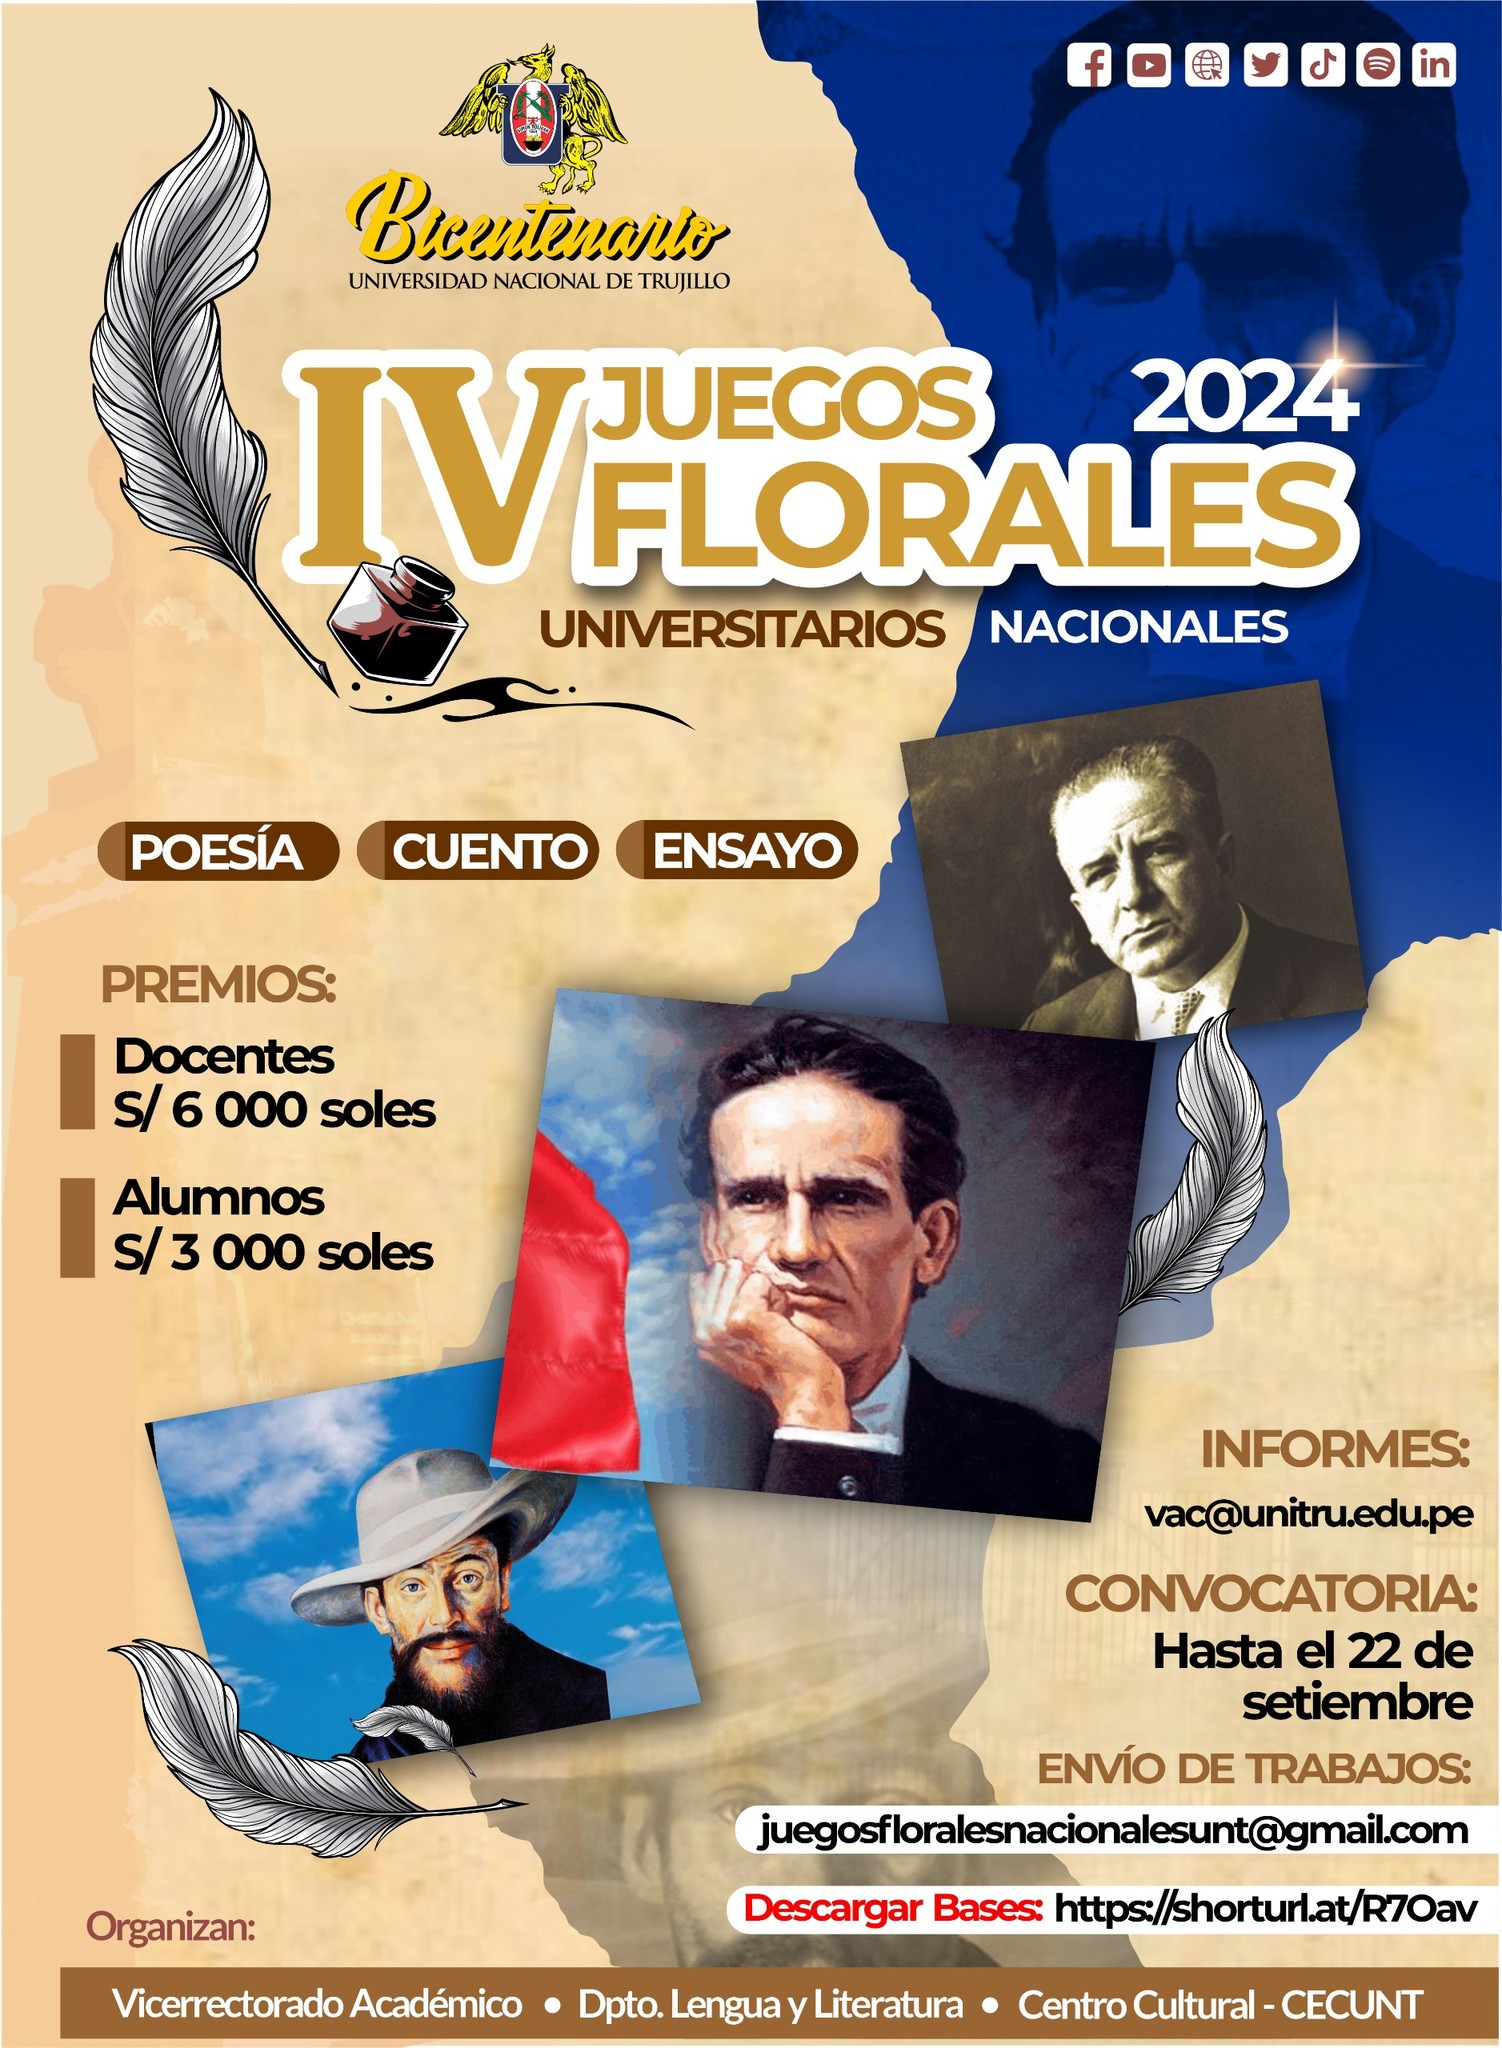 Bicentenario
UNIVERSIDAD NACIONAL DE TRUJILLO
IV JUEGOS
FLORALES
2024
UNIVERSITARIOS NACIONALES
POESÍA CUENTO ENSAYO
PREMIOS:
Docentes
S/ 6 000 soles
Alumnos
S/ 3 000 soles
INFORMES:
vac@unitru.edu.pe
CONVOCATORIA:
Hasta el 22 de
setiembre
ENVÍO DE TRABAJOS:
juegosfloralesnacionalesunt@gmail.com
Descargar Bases: https://shorturl.at/R7Oav
Organizan:
Vicerrectorado Académico • Dpto. Lengua y Literatura • Centro Cultural - CECUNT